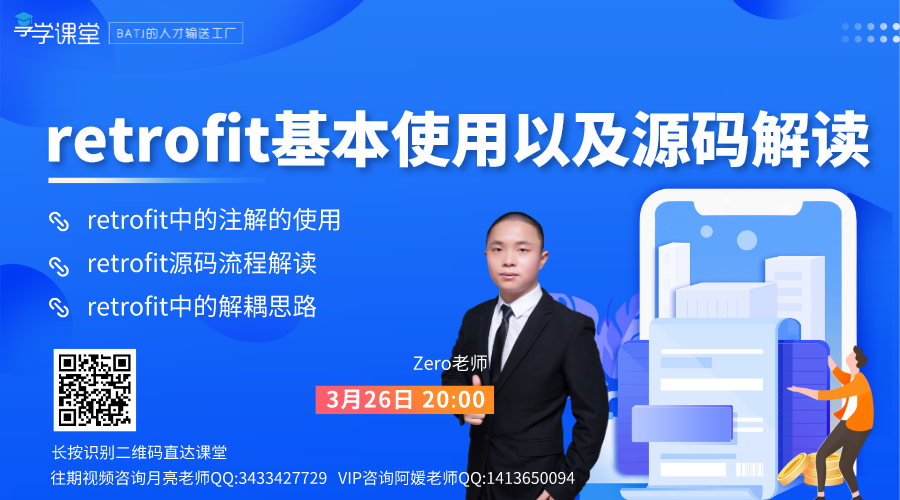 学学课堂 BATJ的人才输送工厂
retrofit基本使用以及源码解读
retrofit中的注解的使用
retrofit源码流程解读
retrofit中的解耦思路
Zero老师
3月26日 20:00
长按识别二维码直达课堂
往期视频咨询月亮老师QQ:3433427729 VIP咨询阿媛老师QQ:1413650094